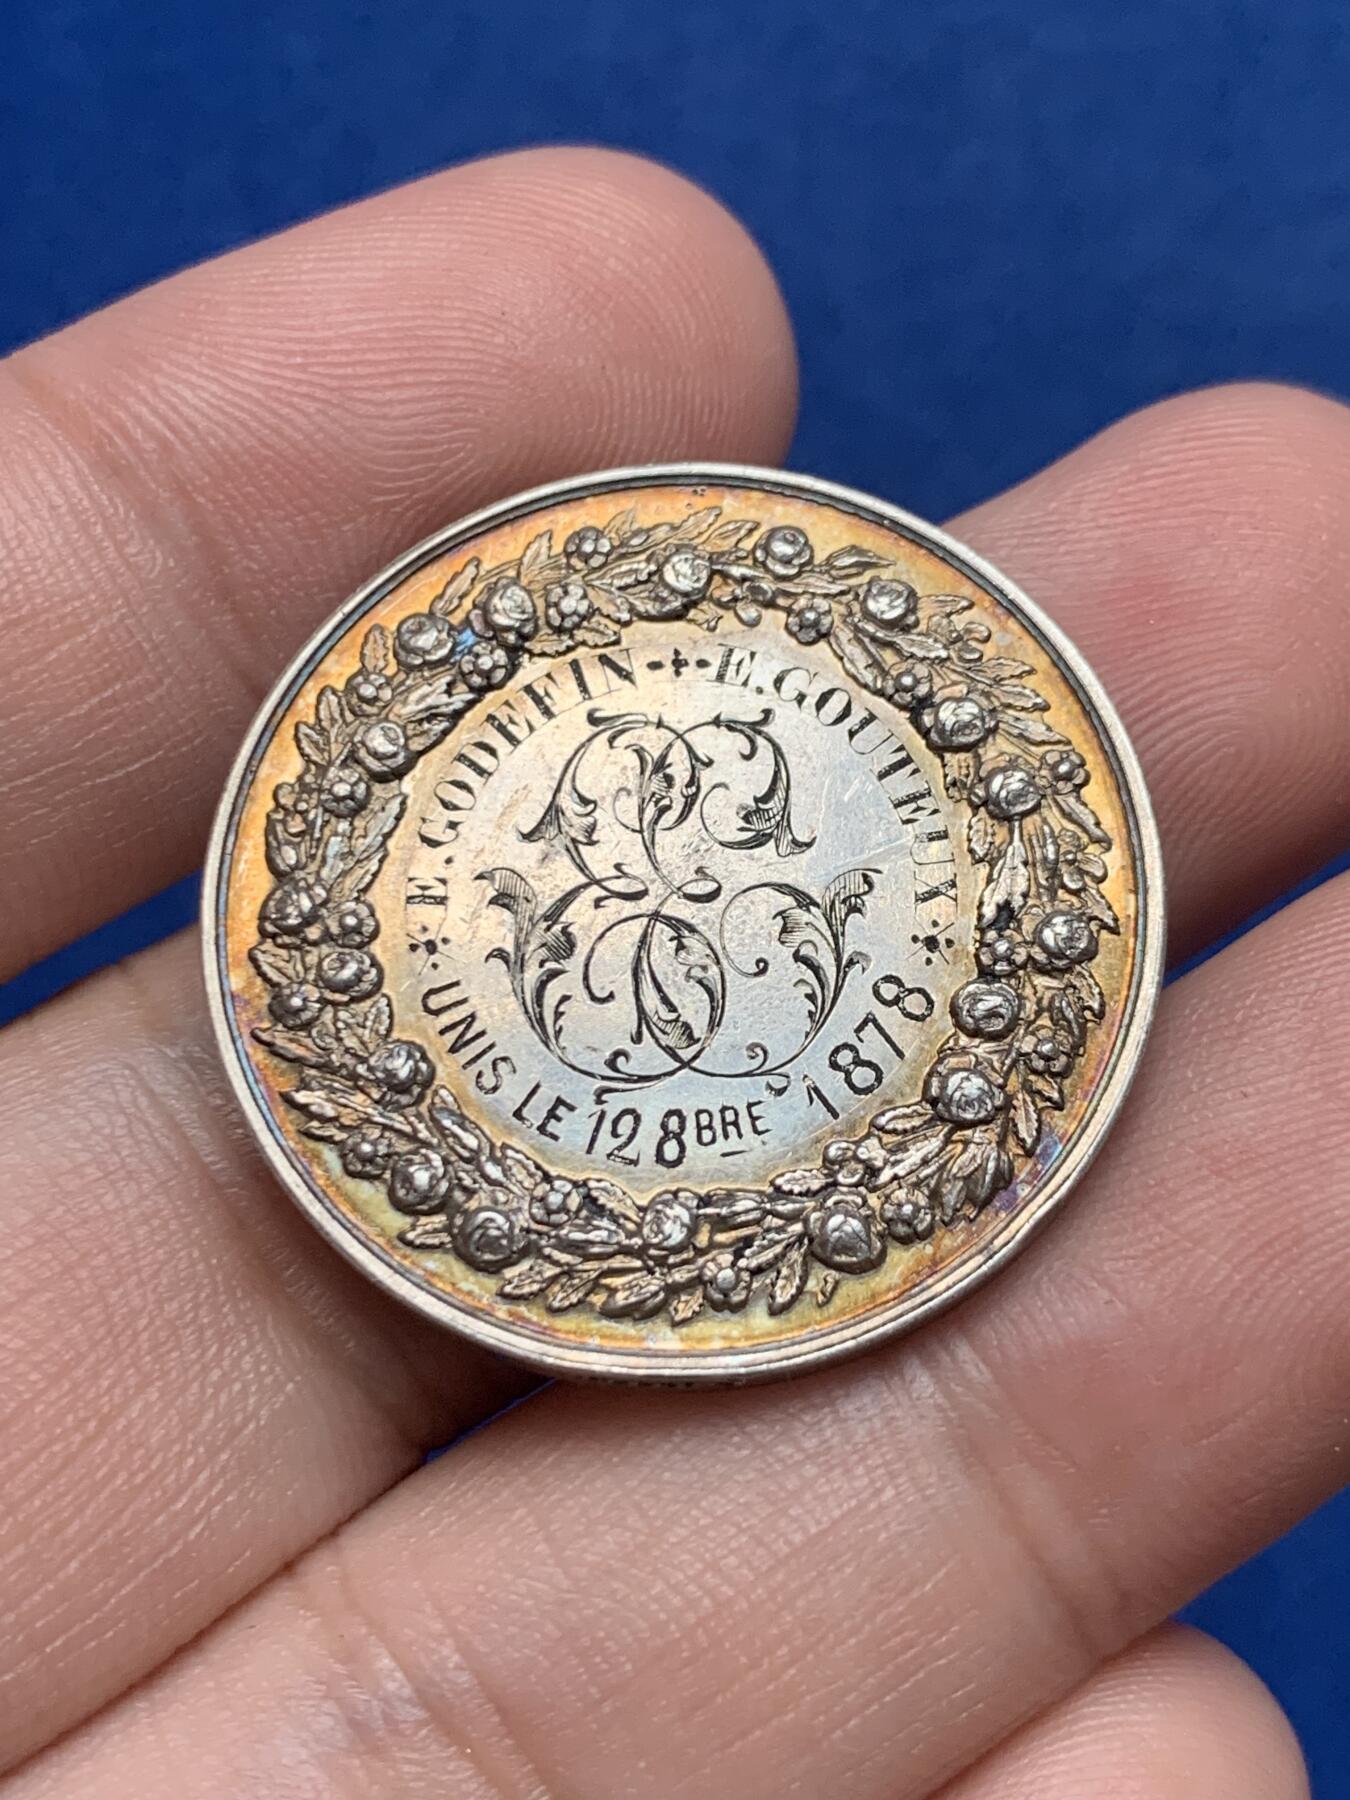 E. GODEFIN E. GOUTEUX
UNIS LE 12 8BRE 1878